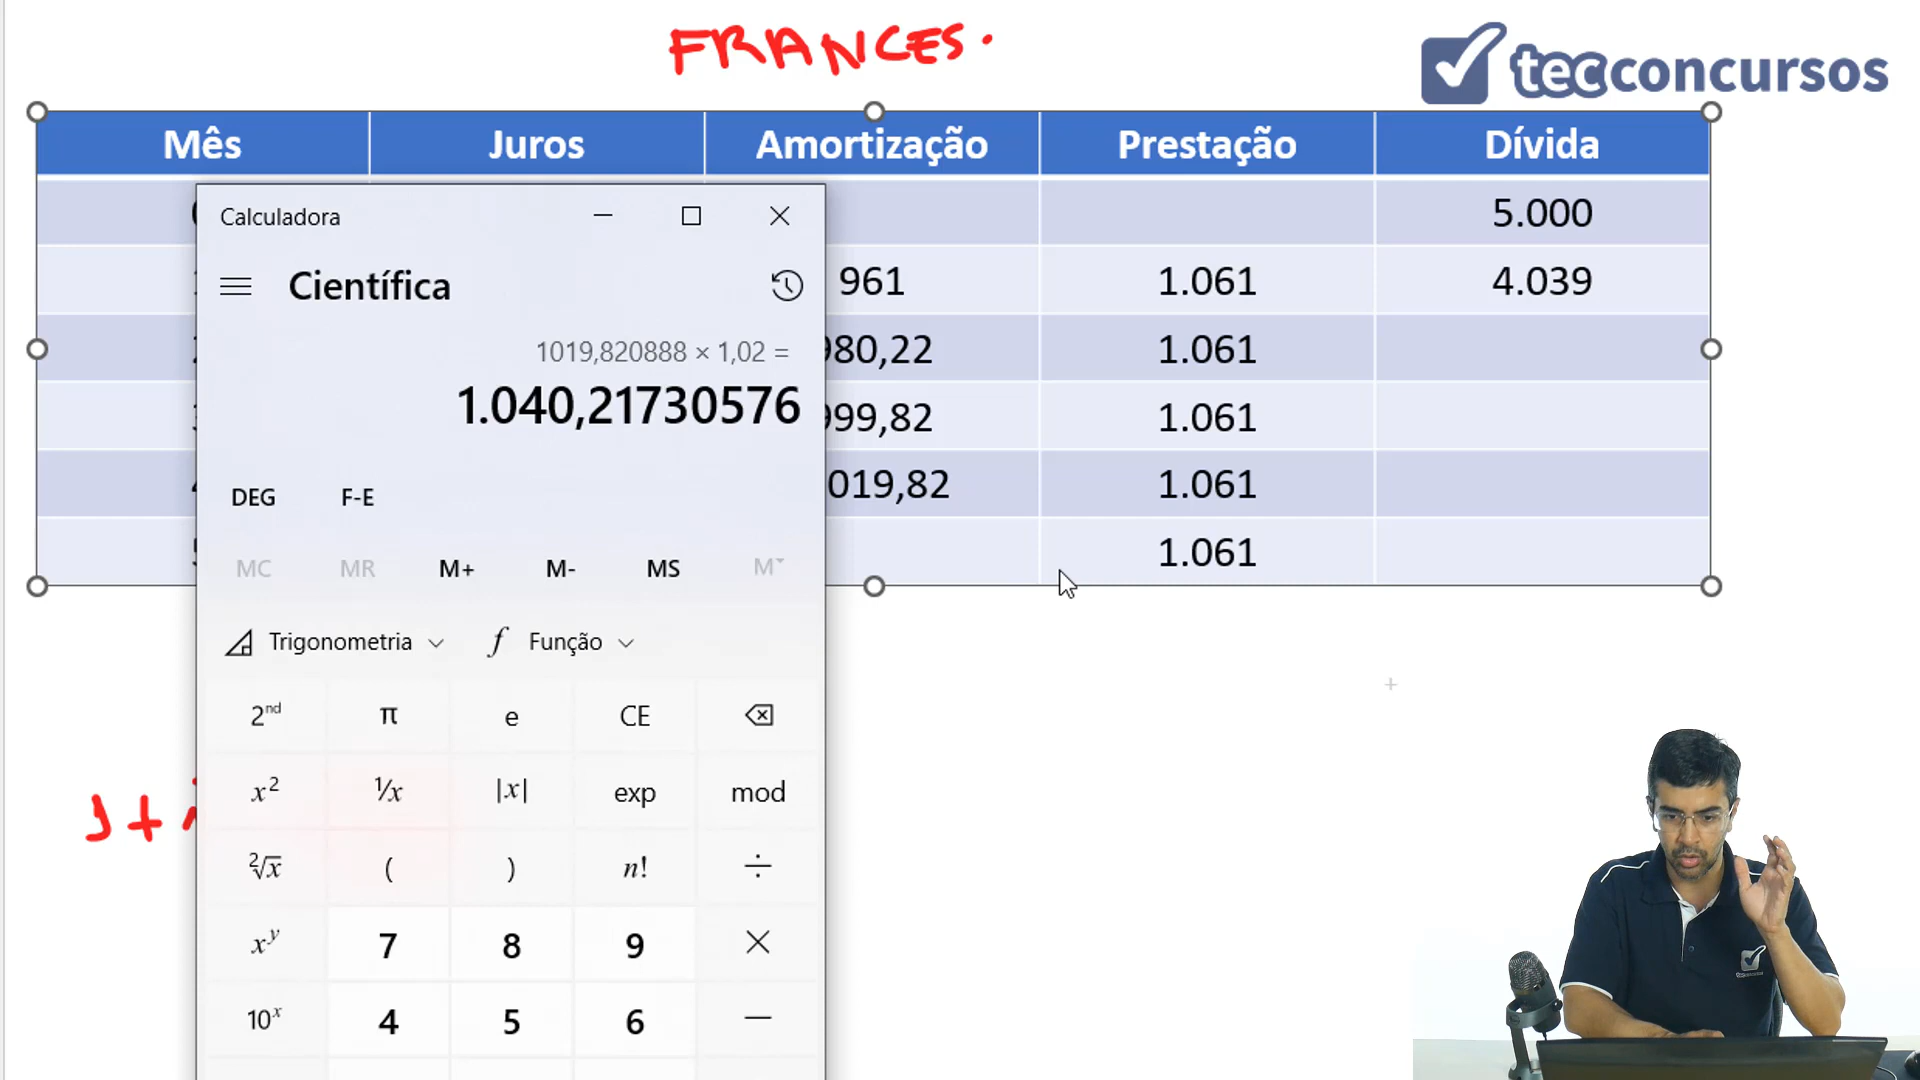 FRANCES.
tecconcursos
Mês Juros Amortização Prestação Dívida
5.000
961 1.061 4.039
980,22 1.061
999,82 1.061
019,82 1.061
1.061
Calculadora
Científica
1019,820888 × 1,02 =
1.040,21730576
DEG F-E
MC MR M+ M- MS M˅
Trigonometria f Função
2nd π e CE
x² ¹/x |x| exp mod
²√x ( ) n! ÷
xʸ 7 8 9 ×
10ˣ 4 5 6 −
1+i
tecconcursos